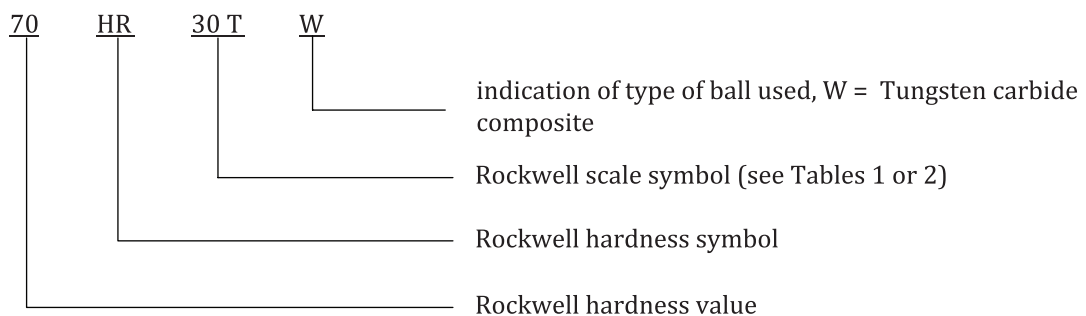 70 HR 30 T W
indication of type of ball used, W = Tungsten carbide
composite
Rockwell scale symbol (see Tables 1 or 2)
Rockwell hardness symbol
Rockwell hardness value